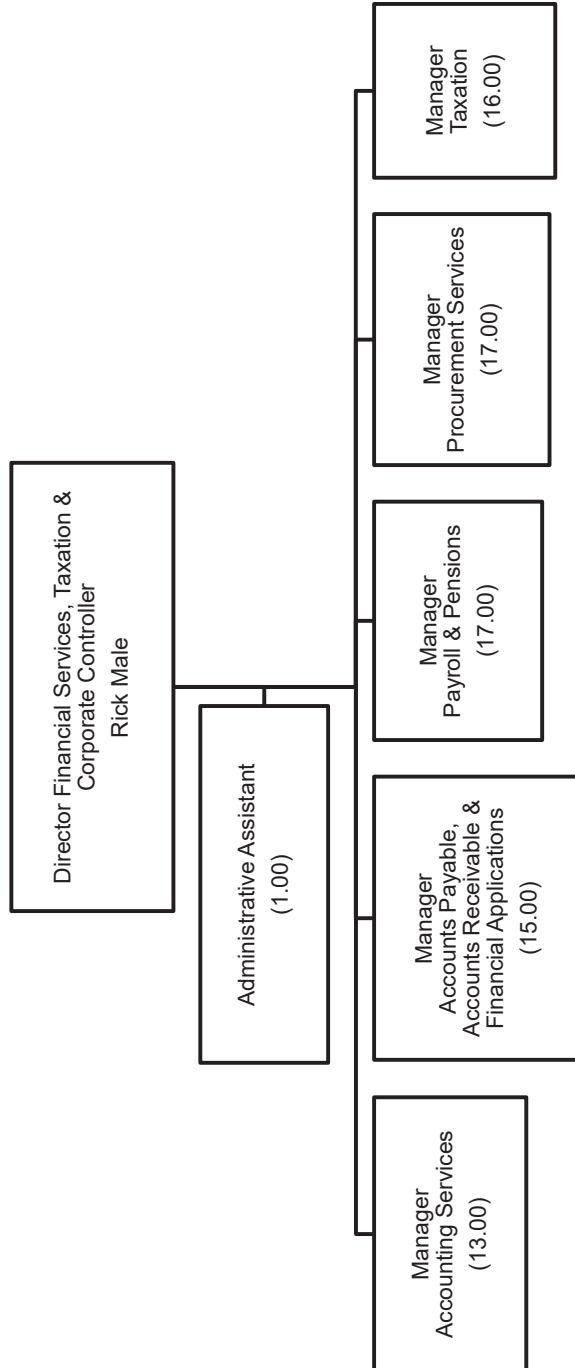 Director Financial Services, Taxation &
Corporate Controller
Rick Male
Administrative Assistant
(1.00)
Manager
Accounting Services
(13.00)
Manager
Accounts Payable,
Accounts Receivable &
Financial Applications
(15.00)
Manager
Payroll & Pensions
(17.00)
Manager
Procurement Services
(17.00)
Manager
Taxation
(16.00)